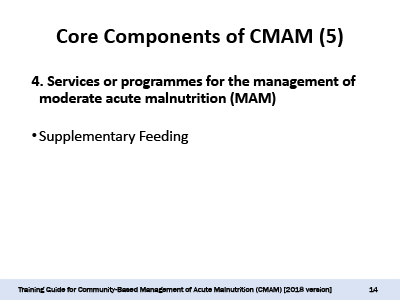 Core Components of CMAM (5)
4. Services or programmes for the management of
moderate acute malnutrition (MAM)
• Supplementary Feeding
Training Guide for Community-Based Management of Acute Malnutrition (CMAM) [2018 version] 14